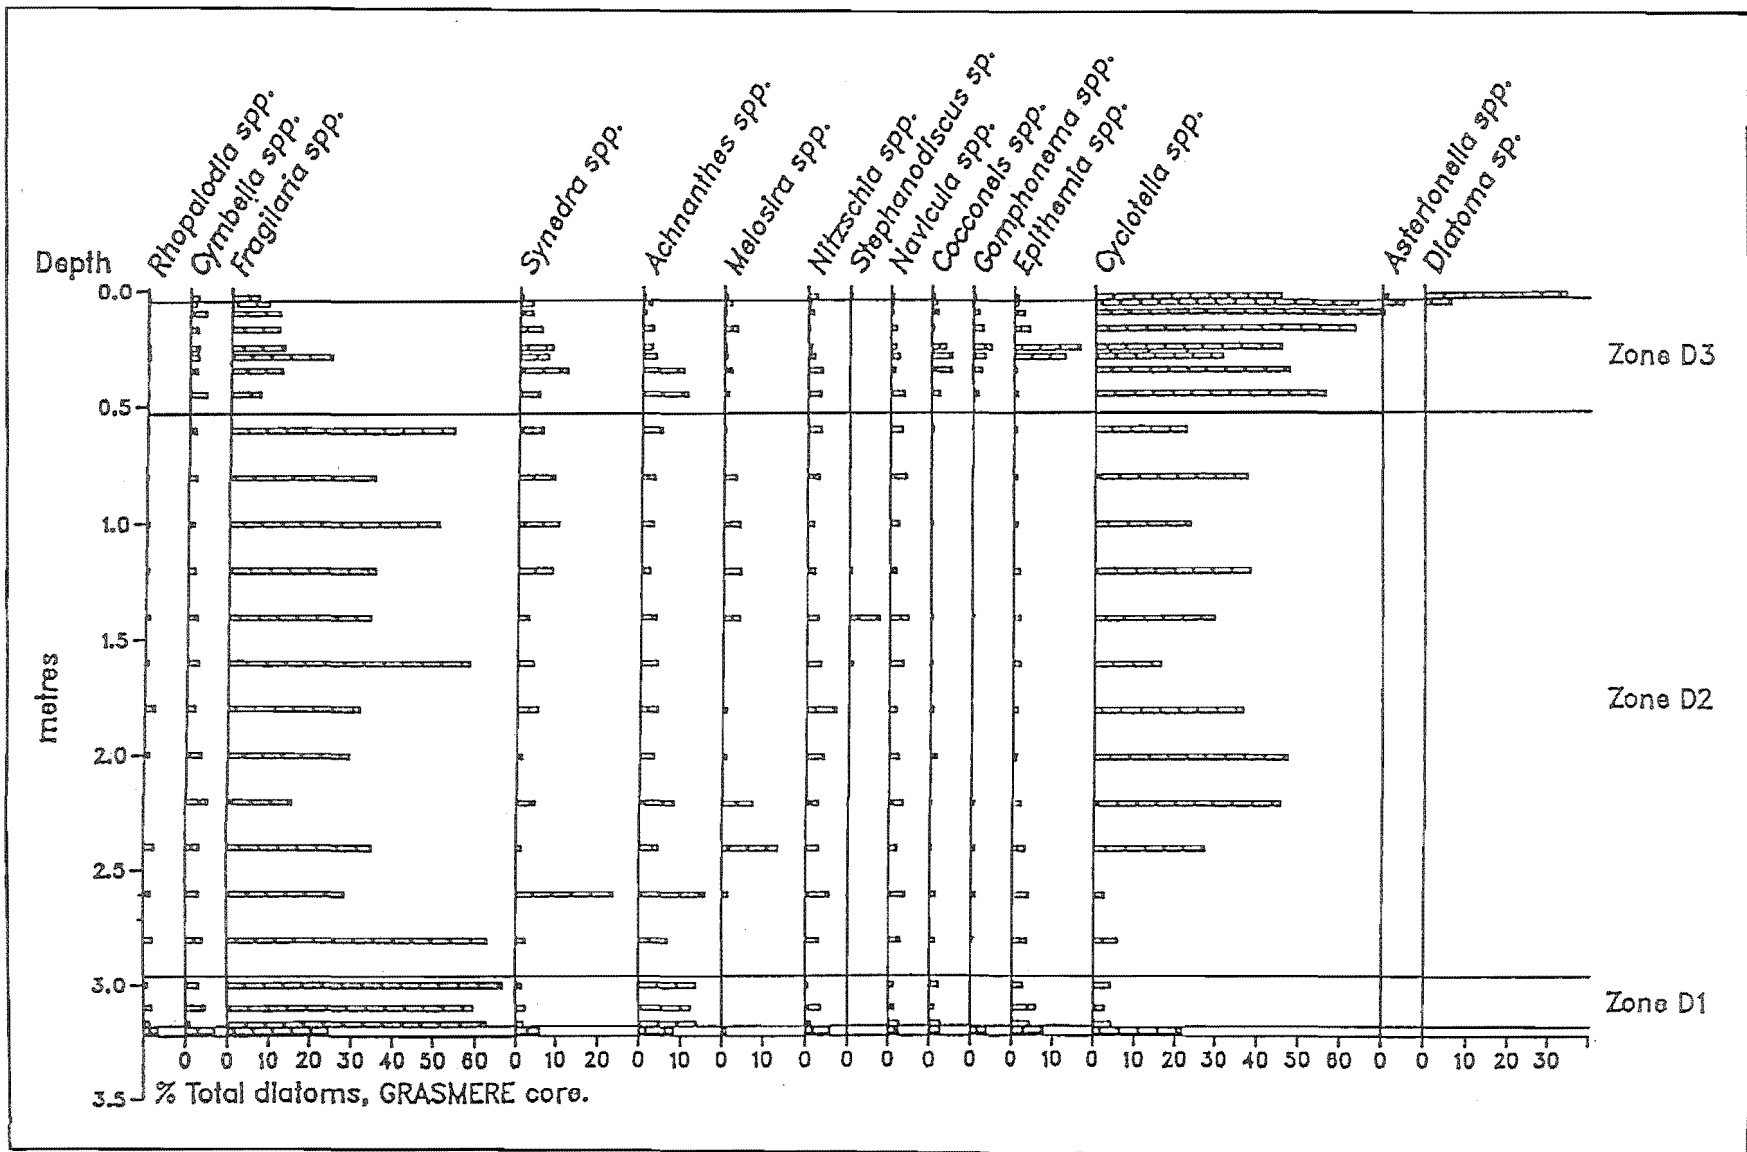 Rhopalodia spp.
Cymbella spp.
Fragilaria spp.
Synedra spp.
Achnanthes spp.
Melosira spp.
Nitzschia spp.
Stephanodiscus sp.
Navicula spp.
Cocconeis spp.
Gomphonema spp.
Epithemia spp.
Cyclotella spp.
Asterionella spp.
Diatoma sp.
Depth
0.0
0.5
1.0
1.5
2.0
2.5
3.0
3.5
metres
Zone D3
Zone D2
Zone D1
0 0 10 20 30 40 50 60 0 10 20 0 10 0 10 0 0 0 0 0 0 10 0 10 20 30 40 50 60 0 0 10 20 30
% Total diatoms, GRASMERE core.